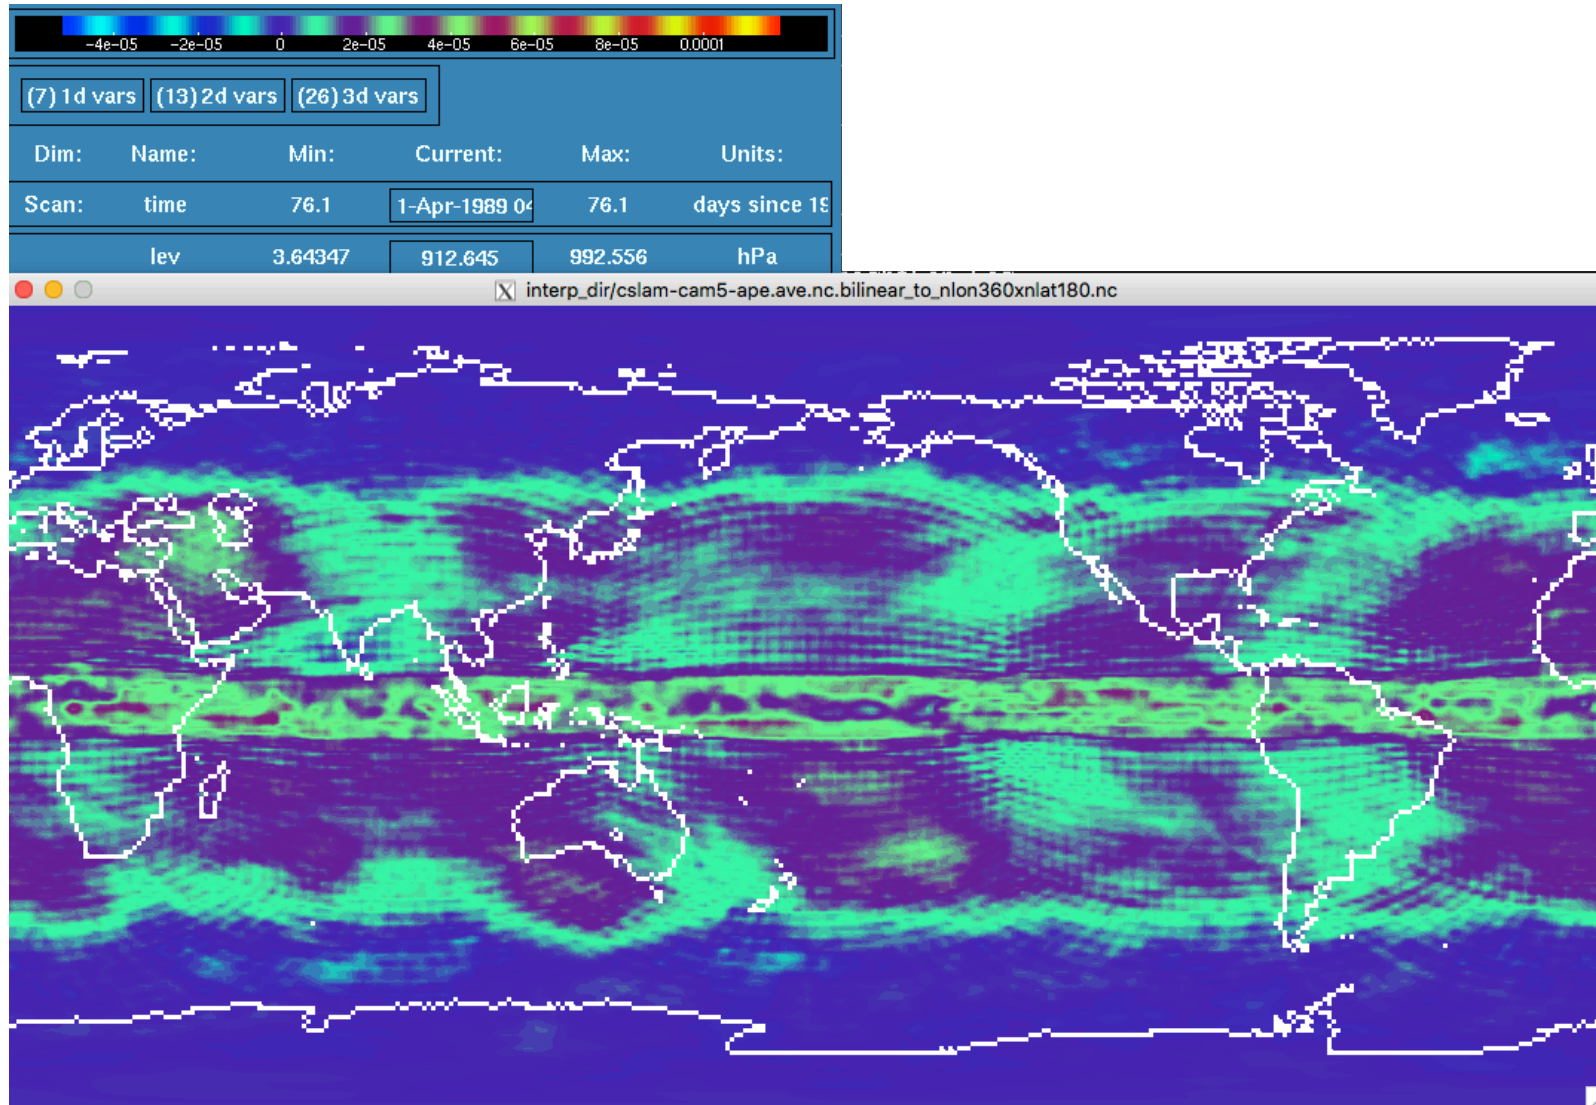 -4e-05 -2e-05 0 2e-05 4e-05 6e-05 8e-05 0.0001
(7) 1d vars (13) 2d vars (26) 3d vars
Dim: Name: Min: Current: Max: Units:
Scan: time 76.1 1-Apr-1989 04 76.1 days since 19
lev 3.64347 912.645 992.556 hPa
X interp_dir/cslam-cam5-ape.ave.nc.bilinear_to_nlon360xnlat180.nc